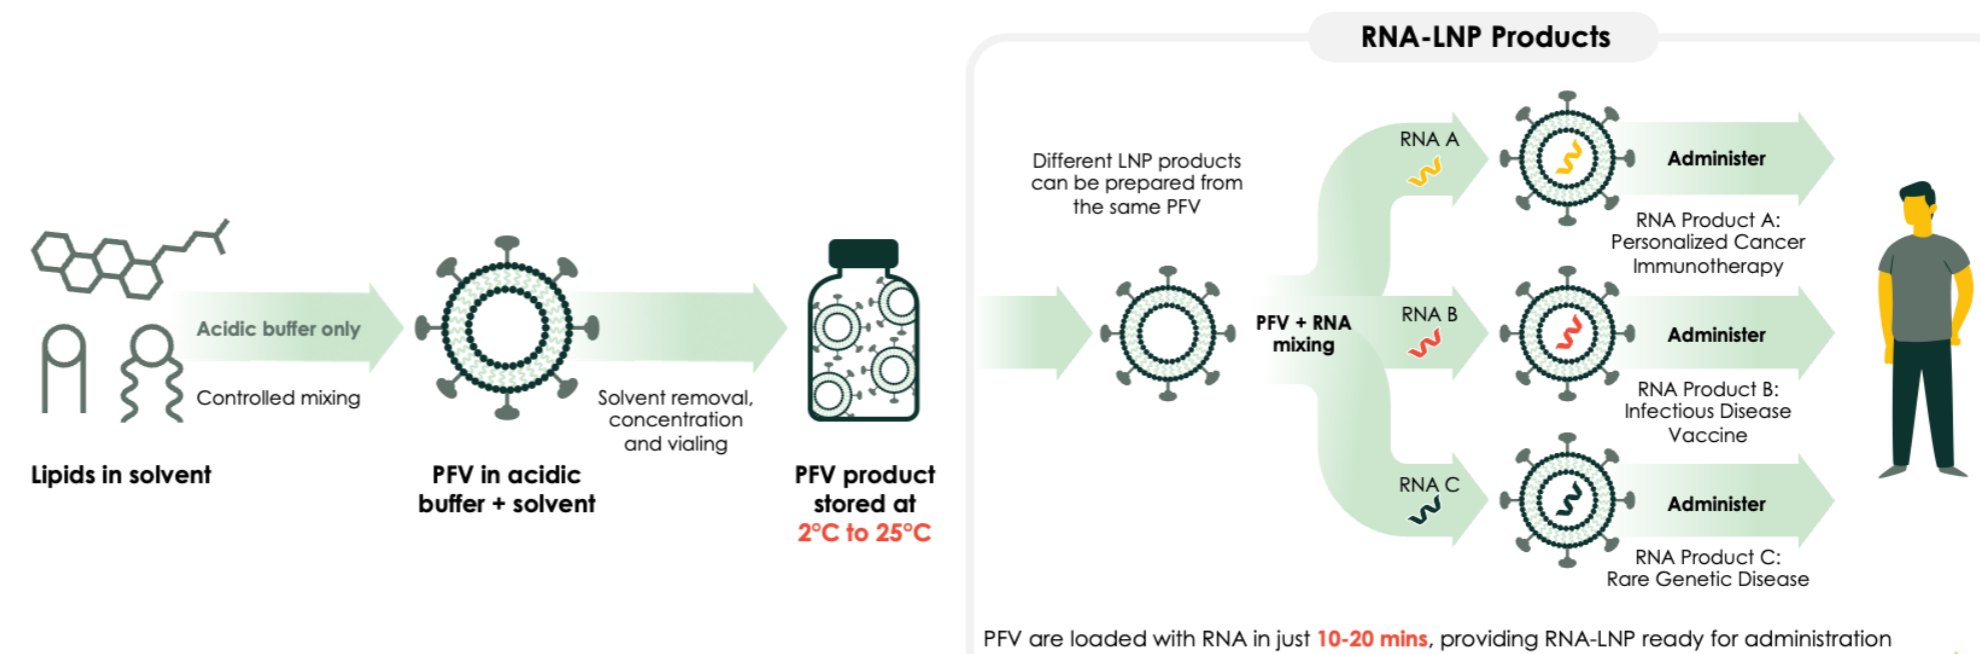 RNA-LNP Products
Lipids in solvent
Acidic buffer only
Controlled mixing
PFV in acidic
buffer + solvent
Solvent removal,
concentration
and vialing
PFV product
stored at
2°C to 25°C
Different LNP products
can be prepared from
the same PFV
PFV + RNA
mixing
RNA A
Administer
RNA Product A:
Personalized Cancer
Immunotherapy
RNA B
Administer
RNA Product B:
Infectious Disease
Vaccine
RNA C
Administer
RNA Product C:
Rare Genetic Disease
PFV are loaded with RNA in just 10-20 mins, providing RNA-LNP ready for administration